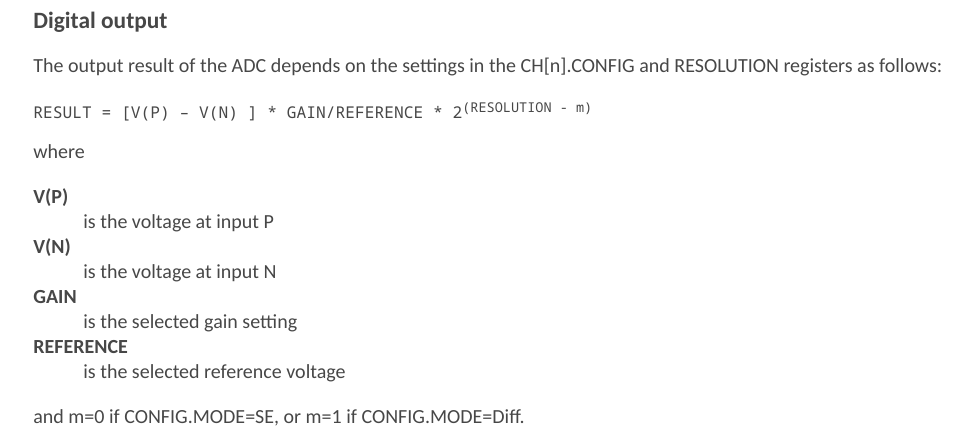 Digital output
The output result of the ADC depends on the settings in the CH[n].CONFIG and RESOLUTION registers as follows:
RESULT = [V(P) – V(N) ] * GAIN/REFERENCE * 2(RESOLUTION - m)
where
V(P)
is the voltage at input P
V(N)
is the voltage at input N
GAIN
is the selected gain setting
REFERENCE
is the selected reference voltage
and m=0 if CONFIG.MODE=SE, or m=1 if CONFIG.MODE=Diff.